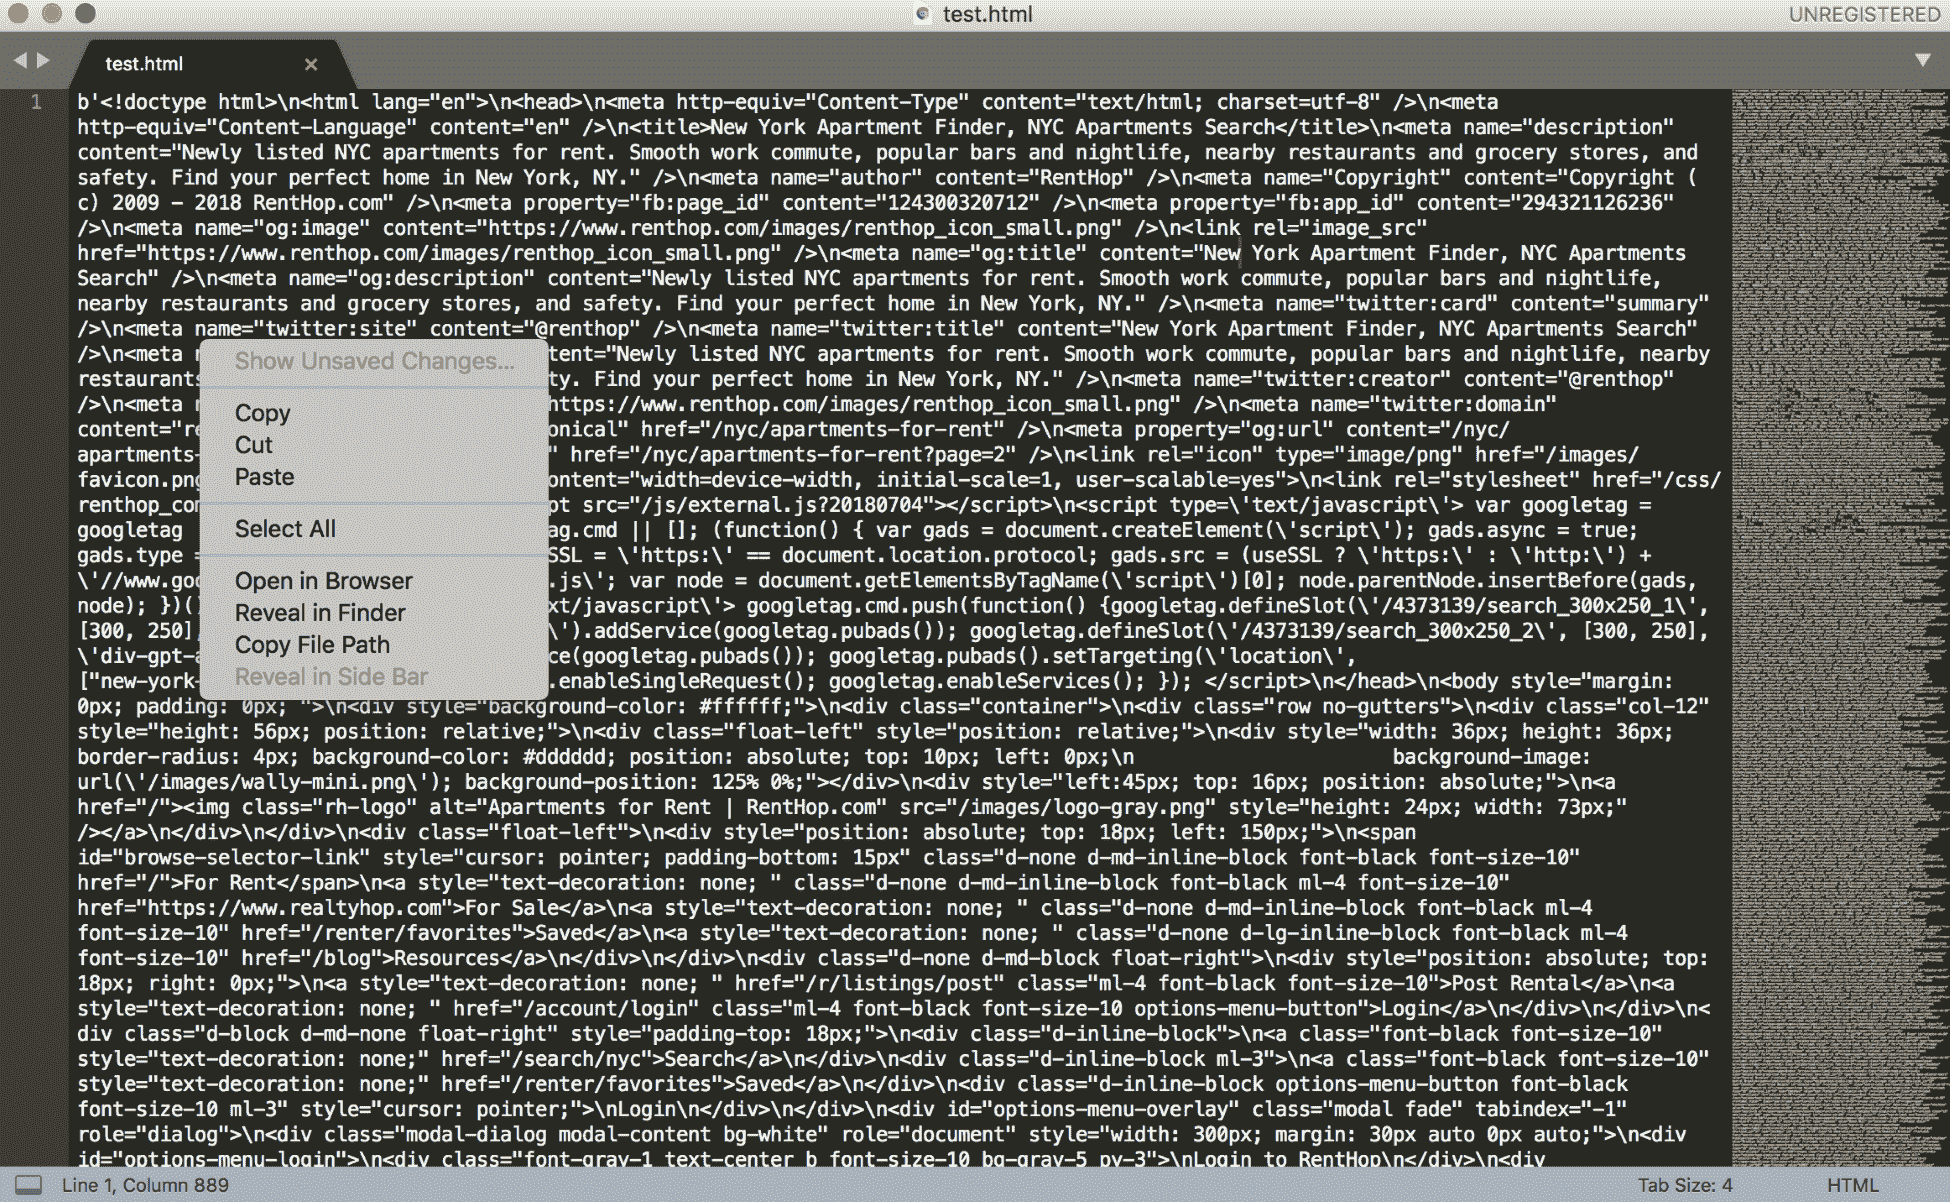 test.html
UNREGISTERED
test.html
1
b'<!doctype html>\n<html lang="en">\n<head>\n<meta http-equiv="Content-Type" content="text/html; charset=utf-8" />\n<meta
http-equiv="Content-Language" content="en" />\n<title>New York Apartment Finder, NYC Apartments Search</title>\n<meta name="description"
content="Newly listed NYC apartments for rent. Smooth work commute, popular bars and nightlife, nearby restaurants and grocery stores, and
safety. Find your perfect home in New York, NY." />\n<meta name="author" content="RentHop" />\n<meta name="Copyright" content="Copyright (
c) 2009 - 2018 RentHop.com" />\n<meta property="fb:page_id" content="124300320712" />\n<meta property="fb:app_id" content="294321126236"
/>\n<meta name="og:image" content="https://www.renthop.com/images/renthop_icon_small.png" />\n<link rel="image_src"
href="https://www.renthop.com/images/renthop_icon_small.png" />\n<meta name="og:title" content="New York Apartment Finder, NYC Apartments
Search" />\n<meta name="og:description" content="Newly listed NYC apartments for rent. Smooth work commute, popular bars and nightlife,
nearby restaurants and grocery stores, and safety. Find your perfect home in New York, NY." />\n<meta name="twitter:card" content="summary"
/>\n<meta name="twitter:site" content="@renthop" />\n<meta name="twitter:title" content="New York Apartment Finder, NYC Apartments Search"
/>\n<meta tent="Newly listed NYC apartments for rent. Smooth work commute, popular bars and nightlife, nearby
restaurants ty. Find your perfect home in New York, NY." />\n<meta name="twitter:creator" content="@renthop"
/>\n<meta https://www.renthop.com/images/renthop_icon_small.png" />\n<meta name="twitter:domain"
content="re onical" href="/nyc/apartments-for-rent" />\n<meta property="og:url" content="/nyc/
apartments- " href="/nyc/apartments-for-rent?page=2" />\n<link rel="icon" type="image/png" href="/images/
favicon.png ontent="width=device-width, initial-scale=1, user-scalable=yes">\n<link rel="stylesheet" href="/css/
renthop_com pt src="/js/external.js?20180704"></script>\n<script type=\'text/javascript\'> var googletag =
googletag ag.cmd || []; (function() { var gads = document.createElement(\'script\'); gads.async = true;
gads.type = SSL = \'https:\' == document.location.protocol; gads.src = (useSSL ? \'https:\' : \'http:\') +
\'//www.goo .js\'; var node = document.getElementsByTagName(\'script\')[0]; node.parentNode.insertBefore(gads,
node); })() ext/javascript\'> googletag.cmd.push(function() {googletag.defineSlot(\'/4373139/search_300x250_1\',
[300, 250], \').addService(googletag.pubads()); googletag.defineSlot(\'/4373139/search_300x250_2\', [300, 250],
\'div-gpt-a ce(googletag.pubads()); googletag.pubads().setTargeting(\'location\',
["new-york- .enableSingleRequest(); googletag.enableServices(); }); </script>\n</head>\n<body style="margin:
0px; padding: 0px; ">\n<div style="background-color: #ffffff;">\n<div class="container">\n<div class="row no-gutters">\n<div class="col-12"
style="height: 56px; position: relative;">\n<div class="float-left" style="position: relative;">\n<div style="width: 36px; height: 36px;
border-radius: 4px; background-color: #dddddd; position: absolute; top: 10px; left: 0px;\n background-image:
url(\'/images/wally-mini.png\'); background-position: 125% 0%;"></div>\n<div style="left:45px; top: 16px; position: absolute;">\n<a
href="/"><img class="rh-logo" alt="Apartments for Rent | RentHop.com" src="/images/logo-gray.png" style="height: 24px; width: 73px;"
/></a>\n</div>\n</div>\n<div class="float-left">\n<div style="position: absolute; top: 18px; left: 150px;">\n<span
id="browse-selector-link" style="cursor: pointer; padding-bottom: 15px" class="d-none d-md-inline-block font-black font-size-10"
href="/">For Rent</span>\n<a style="text-decoration: none; " class="d-none d-md-inline-block font-black ml-4 font-size-10"
href="https://www.realtyhop.com">For Sale</a>\n<a style="text-decoration: none; " class="d-none d-md-inline-block font-black ml-4
font-size-10" href="/renter/favorites">Saved</a>\n<a style="text-decoration: none; " class="d-none d-lg-inline-block font-black ml-4
font-size-10" href="/blog">Resources</a>\n</div>\n</div>\n<div class="d-none d-md-block float-right">\n<div style="position: absolute; top:
18px; right: 0px;">\n<a style="text-decoration: none; " href="/r/listings/post" class="ml-4 font-black font-size-10">Post Rental</a>\n<a
style="text-decoration: none; " href="/account/login" class="ml-4 font-black font-size-10 options-menu-button">Login</a>\n</div>\n</div>\n<
div class="d-block d-md-none float-right" style="padding-top: 18px;">\n<div class="d-inline-block">\n<a class="font-black font-size-10"
style="text-decoration: none;" href="/search/nyc">Search</a>\n</div>\n<div class="d-inline-block ml-3">\n<a class="font-black font-size-10"
style="text-decoration: none;" href="/renter/favorites">Saved</a>\n</div>\n<div class="d-inline-block options-menu-button font-black
font-size-10 ml-3" style="cursor: pointer;">\nLogin\n</div>\n</div>\n<div id="options-menu-overlay" class="modal fade" tabindex="-1"
role="dialog">\n<div class="modal-dialog modal-content bg-white" role="document" style="width: 300px; margin: 30px auto 0px auto;">\n<div
id="options-menu-login">\n<div class="font-gray-1 text-center b font-size-10 bg-gray-5 py-3">\nLogin to RentHop\n</div>\n<div
Show Unsaved Changes...
Copy
Cut
Paste
Select All
Open in Browser
Reveal in Finder
Copy File Path
Reveal in Side Bar
Line 1, Column 889
Tab Size: 4
HTML